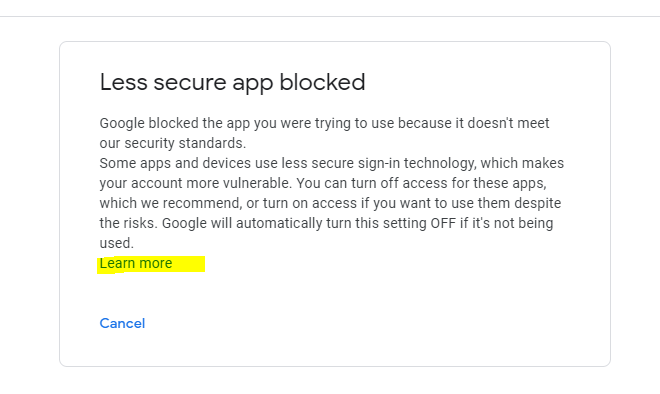 Less secure app blocked
Google blocked the app you were trying to use because it doesn't meet
our security standards.
Some apps and devices use less secure sign-in technology, which makes
your account more vulnerable. You can turn off access for these apps,
which we recommend, or turn on access if you want to use them despite
the risks. Google will automatically turn this setting OFF if it's not being
used.
Learn more
Cancel